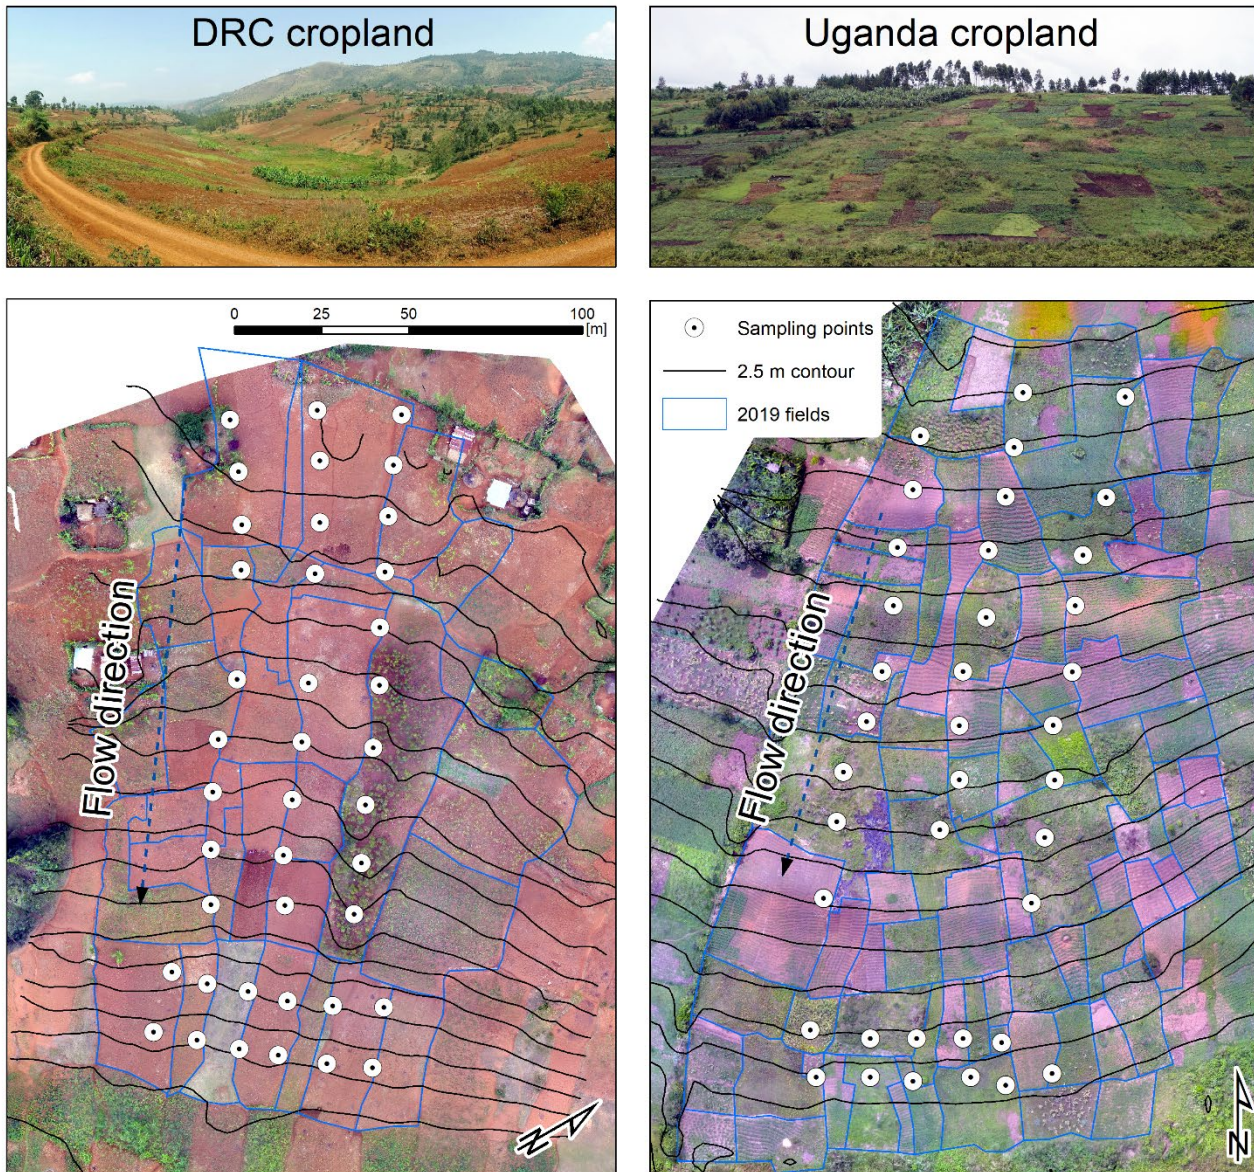 DRC cropland
Uganda cropland
0 25 50 100
[m]
Sampling points
2.5 m contour
2019 fields
Flow direction
Flow direction
N
N